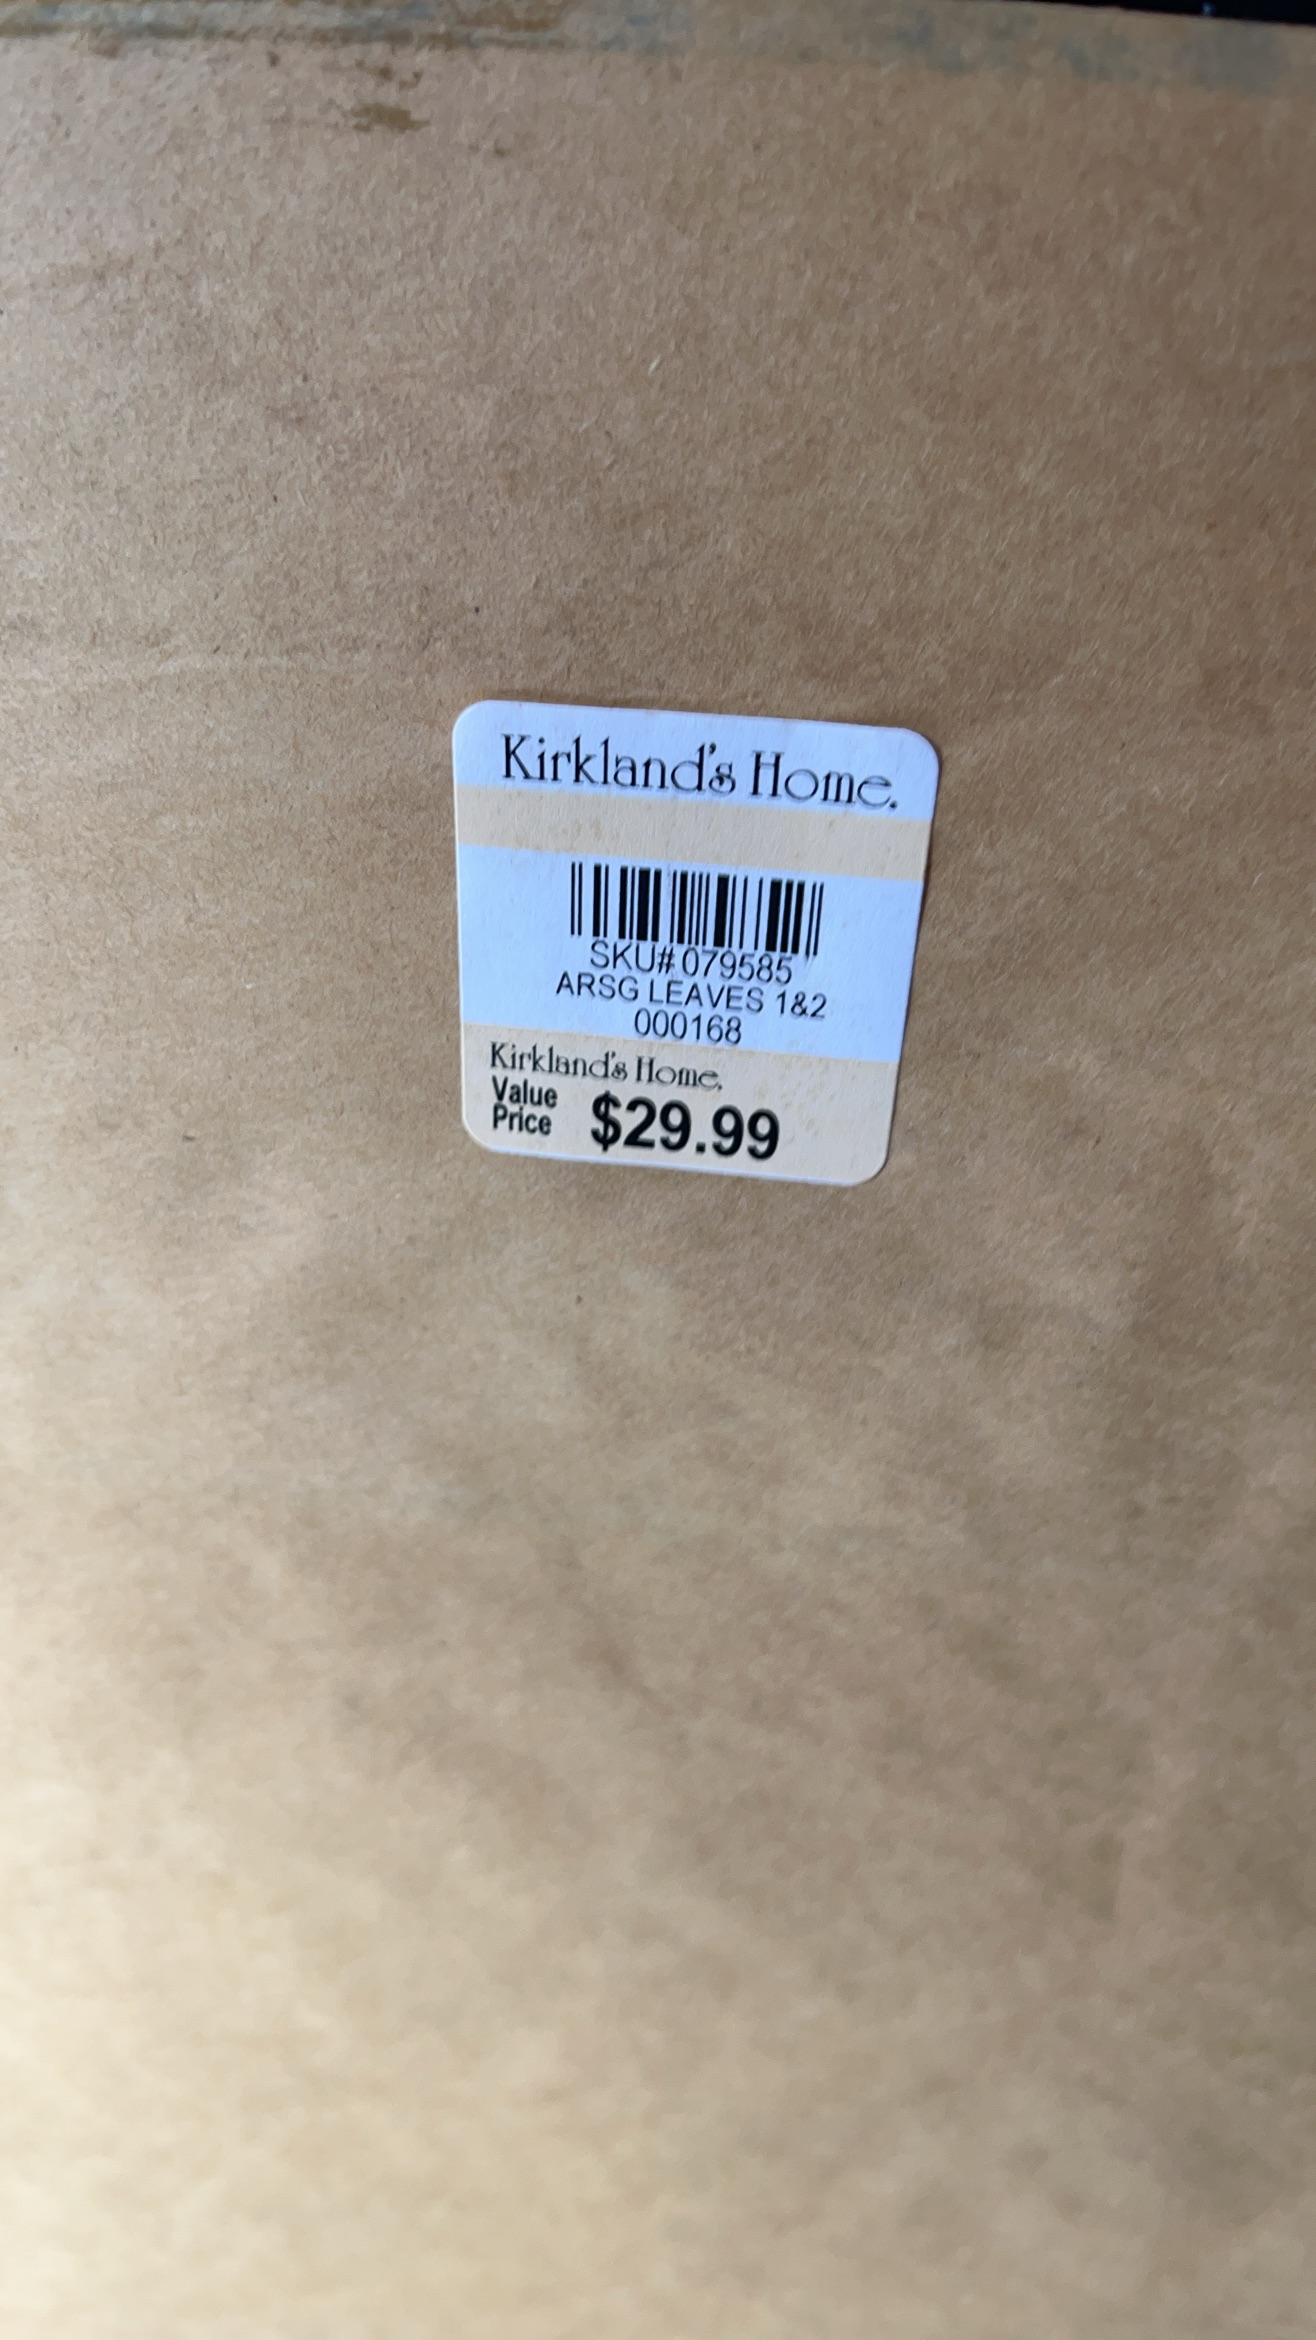 Kirkland's Home.
SKU# 079585
ARSG LEAVES 1&2
000168
Kirkland's Home.
Value
Price $29.99